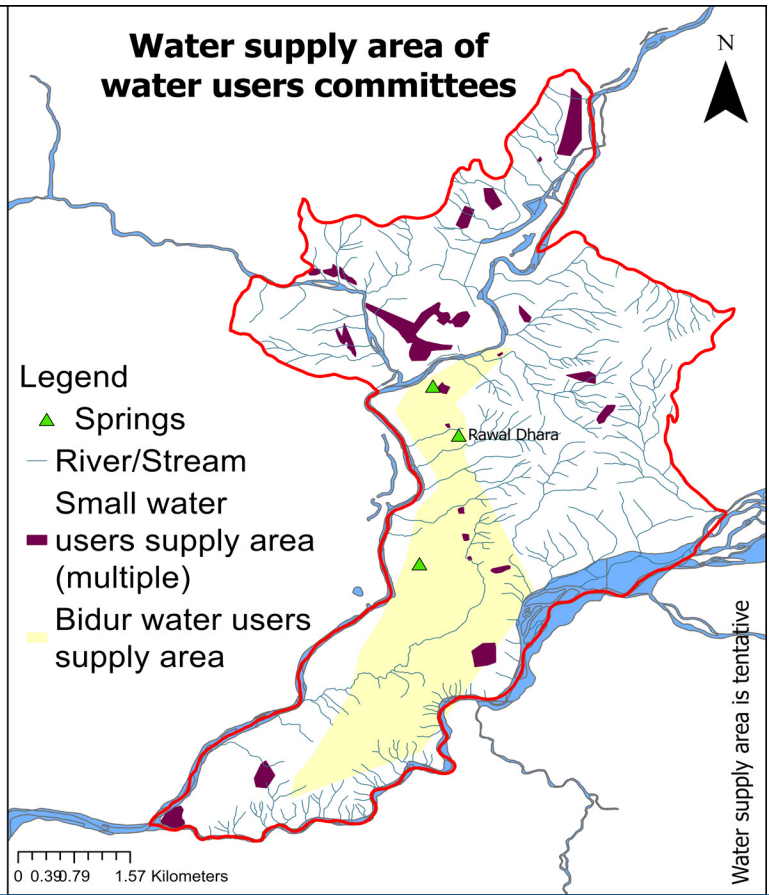 Water supply area of
water users committees
N
Rawal Dhara
Legend
Springs
River/Stream
Small water
users supply area
(multiple)
Bidur water users
supply area
Water supply area is tentative
0 0.39 0.79 1.57 Kilometers